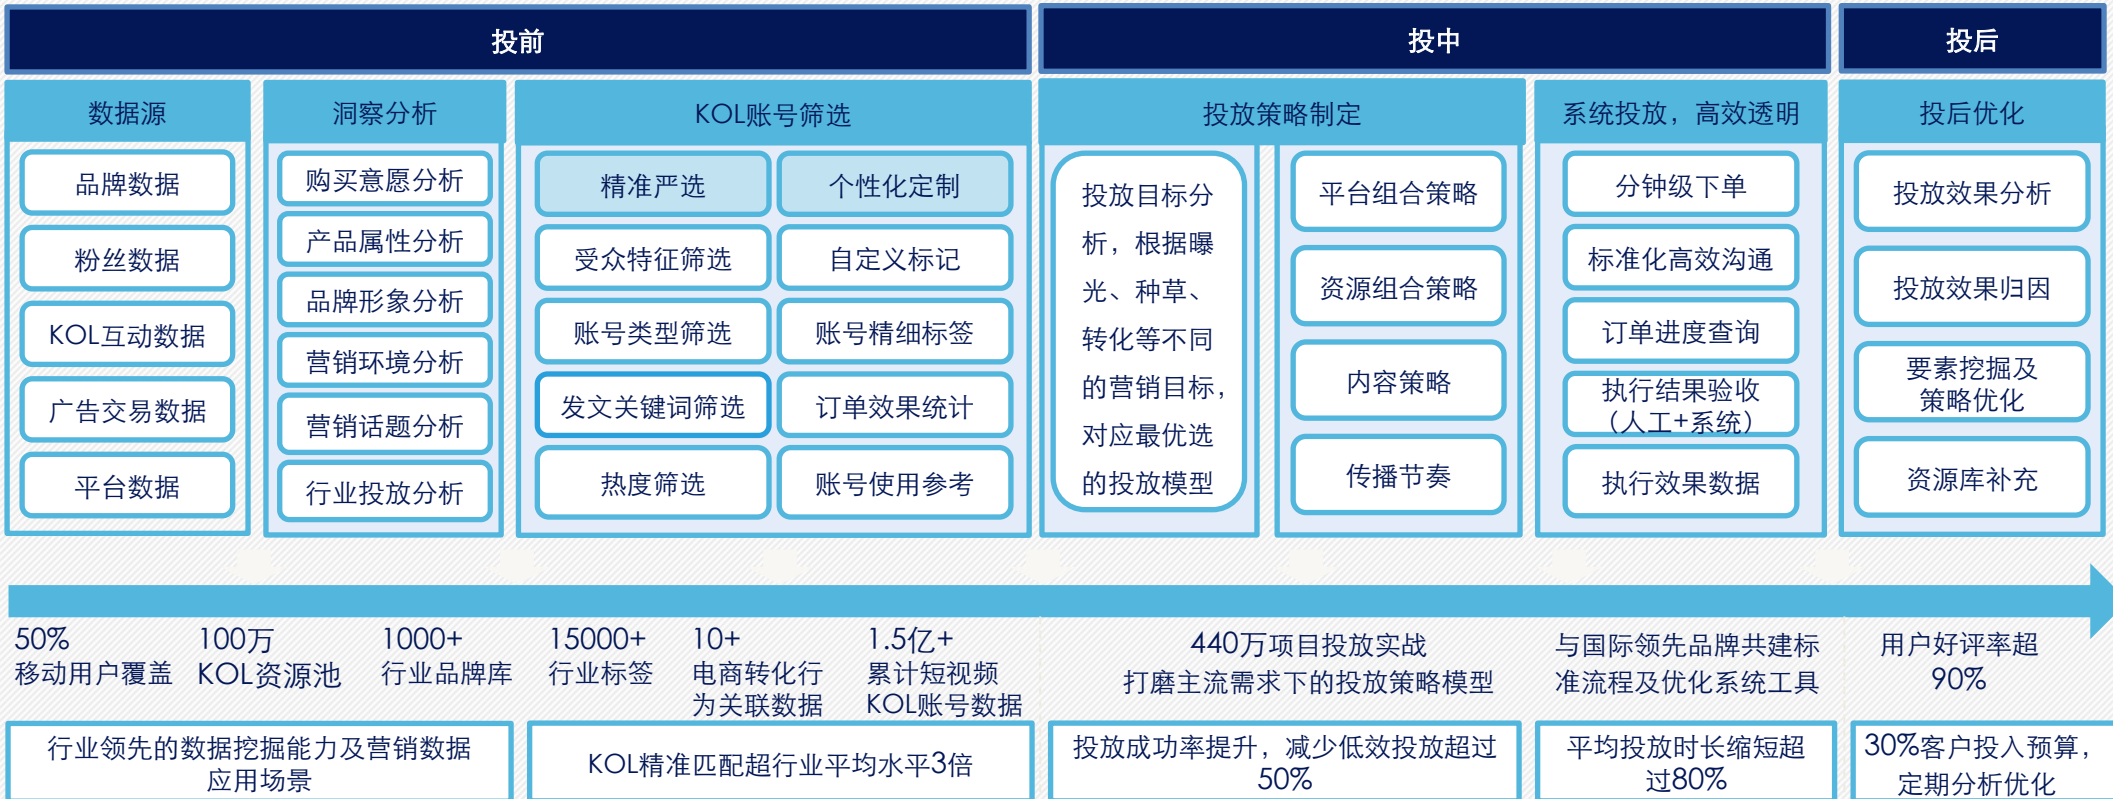 投前
投中
投后
数据源
洞察分析
KOL账号筛选
投放策略制定
系统投放，高效透明
投后优化
品牌数据
粉丝数据
KOL互动数据
广告交易数据
平台数据
购买意愿分析
产品属性分析
品牌形象分析
营销环境分析
营销话题分析
行业投放分析
精准严选
受众特征筛选
账号类型筛选
发文关键词筛选
热度筛选
个性化定制
自定义标记
账号精细标签
订单效果统计
账号使用参考
投放目标分
析，根据曝
光、种草、
转化等不同
的营销目标，
对应最优选
的投放模型
平台组合策略
资源组合策略
内容策略
传播节奏
分钟级下单
标准化高效沟通
订单进度查询
执行结果验收
（人工+系统）
执行效果数据
投放效果分析
投放效果归因
要素挖掘及
策略优化
资源库补充
50%
移动用户覆盖
100万
KOL资源池
1000+
行业品牌库
15000+
行业标签
10+
电商转化行
为关联数据
1.5亿+
累计短视频
KOL账号数据
440万项目投放实战
打磨主流需求下的投放策略模型
与国际领先品牌共建标
准流程及优化系统工具
用户好评率超
90%
行业领先的数据挖掘能力及营销数据
应用场景
KOL精准匹配超行业平均水平3倍
投放成功率提升，减少低效投放超过
50%
平均投放时长缩短超
过80%
30%客户投入预算，
定期分析优化